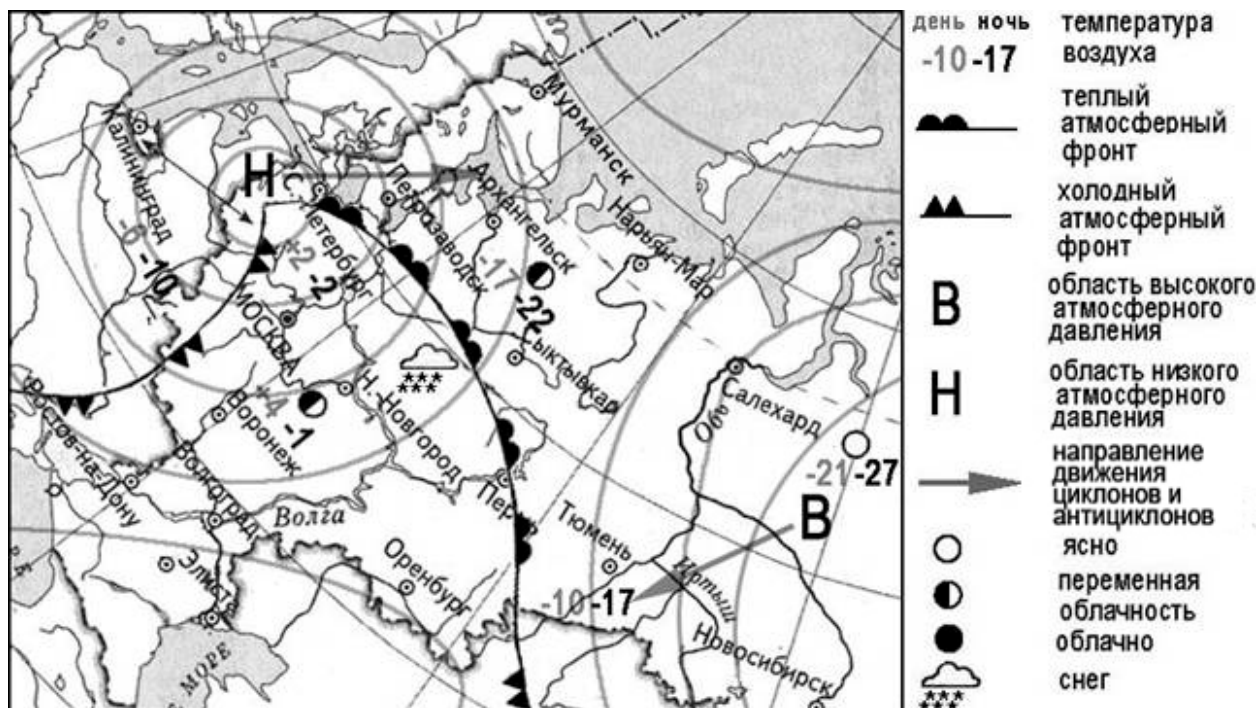 Калининград
Мурманск
Н
С. Петербург
Петрозаводск
Архангельск
Нарьян-Мар
-6 -10
+2 -2
-17 -22
МОСКВА
Сыктывкар
Салехард
Обь
+4 -1
Воронеж
Н. Новгород
Ростов-на-Дону
Волгоград
Волга
Пермь
Тюмень
-21 -27
В
Элиста
Оренбург
-10 -17
Иртыш
Новосибирск
МОРЕ
день ночь
-10 -17
температура
воздуха
теплый
атмосферный
фронт
холодный
атмосферный
фронт
В
область высокого
атмосферного
давления
Н
область низкого
атмосферного
давления
направление
движения
циклонов и
антициклонов
ясно
переменная
облачность
облачно
снег